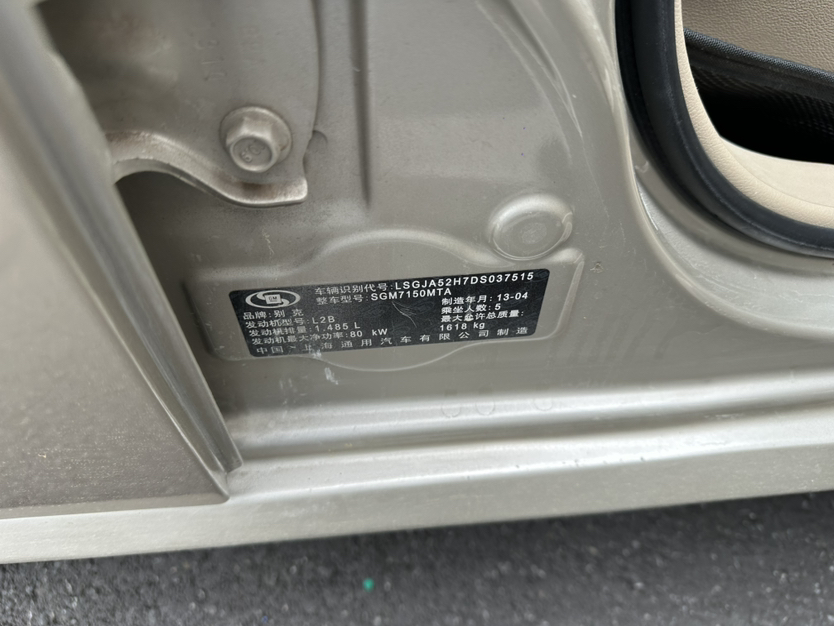 车辆识别代号: LSGJA52H7DS037515
整车型号: SGM7150MTA
GM
品牌: 别克 制造年月: 13-04
发动机型号: L2B 乘坐人数: 5
发动机排量: 1.485 L 最大允许总质量:
发动机最大净功率: 80 kW 1618 kg
中国-上海通用汽车有限公司制造